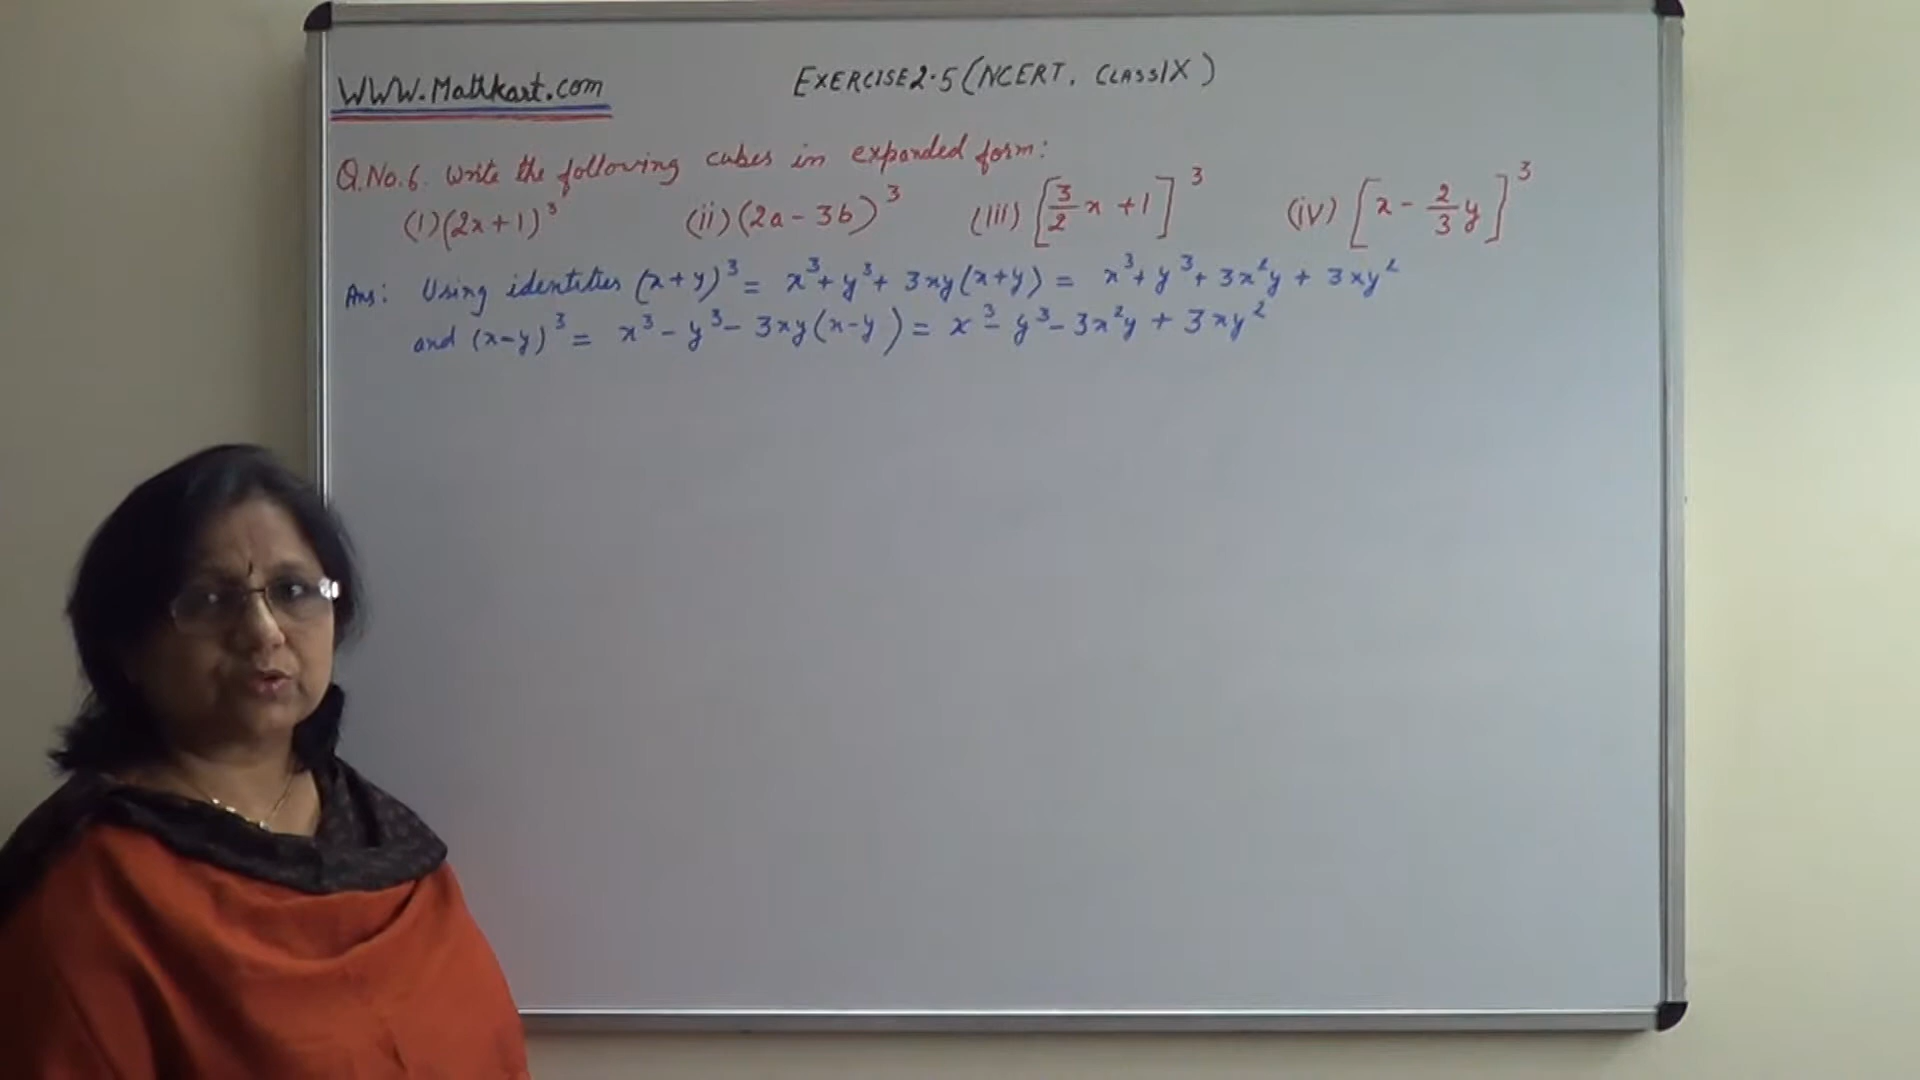 WWW.Mathkart.com
EXERCISE 2.5 (NCERT, CLASS IX)
Q.No.6. Write the following cubes in expanded form:
(i) (2x+1)³ (ii) (2a-3b)³ (iii) [3/2 x +1]³ (iv) [x - 2/3 y]³
Ans: Using identities (x+y)³ = x³+y³+3xy(x+y) = x³+y³+3x²y+3xy²
and (x-y)³ = x³-y³-3xy(x-y) = x³-y³-3x²y+3xy²